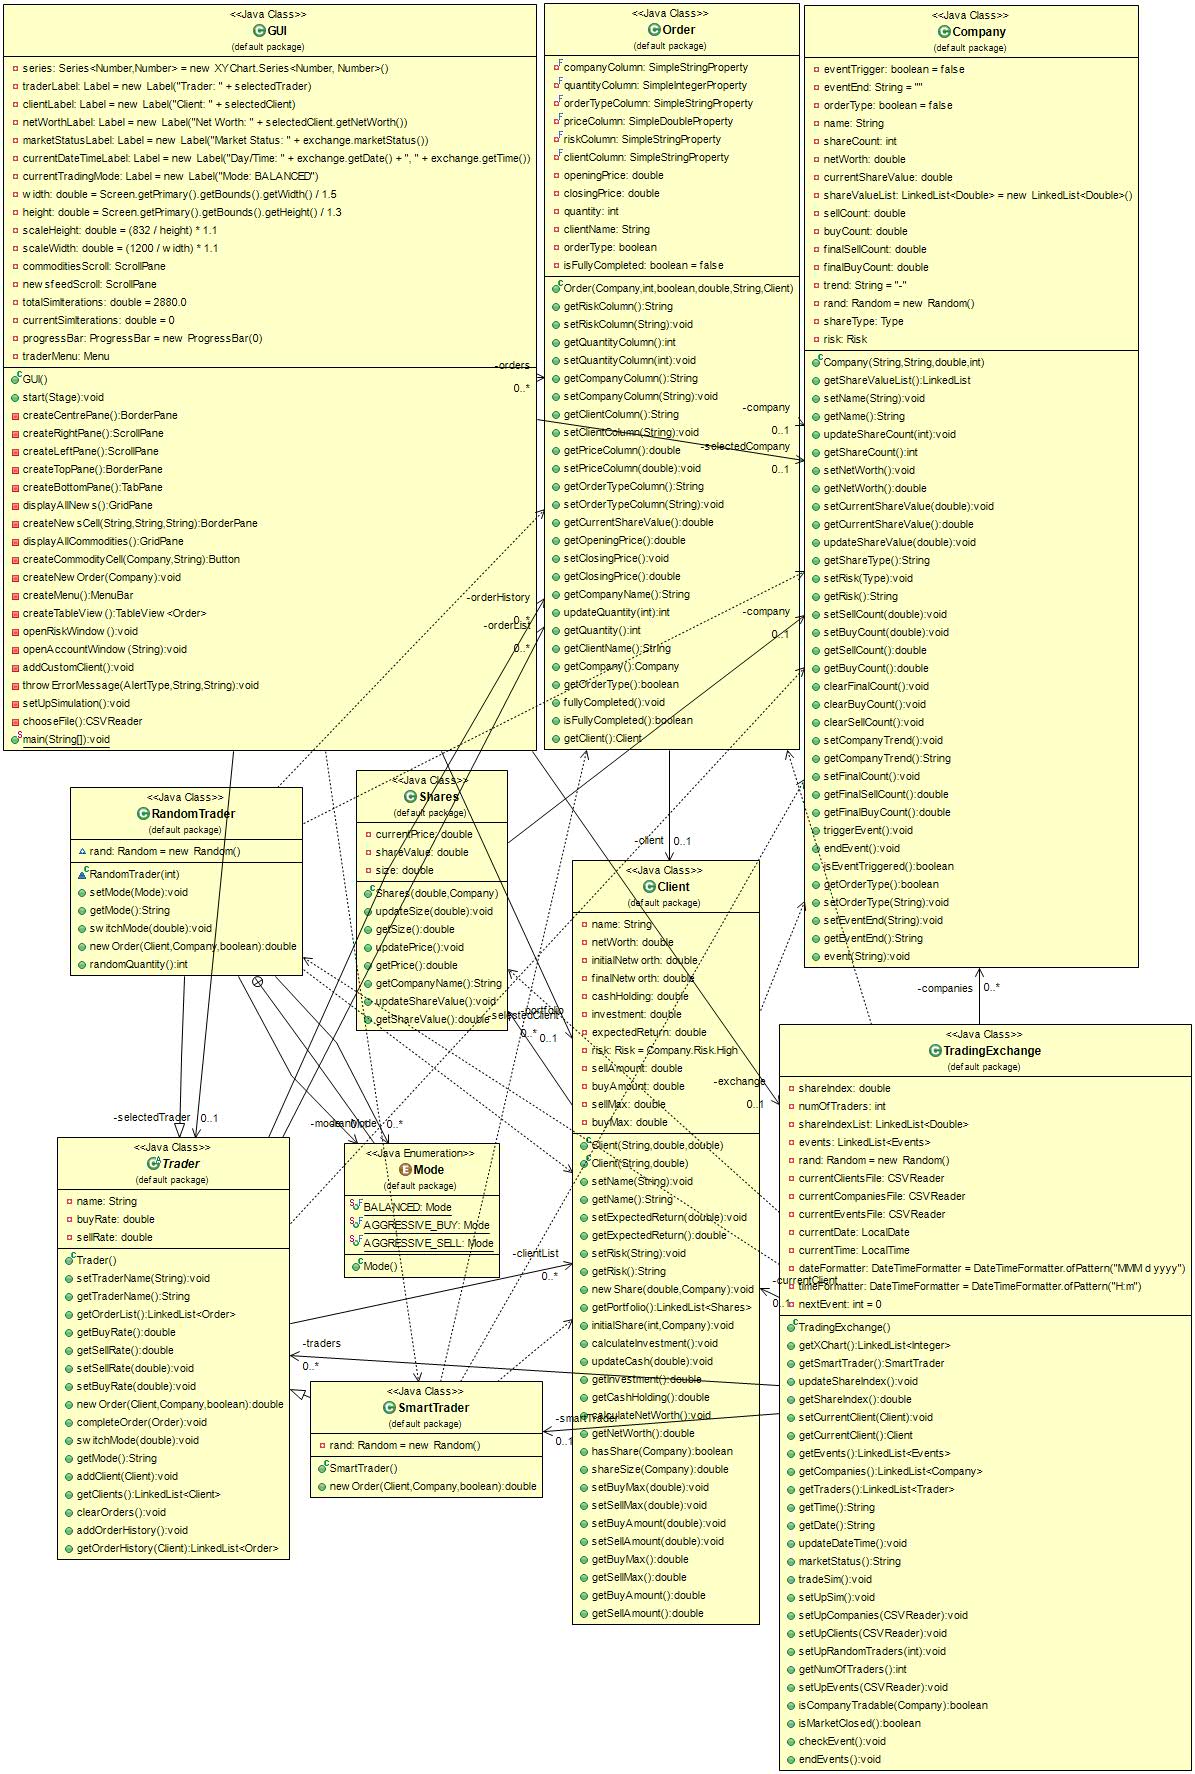 <<Java Class>>
GUI
(default package)
series: Series<Number,Number> = new XYChart.Series<Number, Number>()
traderLabel: Label = new Label("Trader: " + selectedTrader)
clientLabel: Label = new Label("Client: " + selectedClient)
netWorthLabel: Label = new Label("Net Worth: " + selectedClient.getNetWorth())
marketStatusLabel: Label = new Label("Market Status: " + exchange.marketStatus())
currentDateTimeLabel: Label = new Label("Day/Time: " + exchange.getDate() + ", " + exchange.getTime())
currentTradingMode: Label = new Label("Mode: BALANCED")
width: double = Screen.getPrimary().getBounds().getWidth() / 1.5
height: double = Screen.getPrimary().getBounds().getHeight() / 1.3
scaleHeight: double = (832 / height) * 1.1
scaleWidth: double = (1200 / width) * 1.1
commoditiesScroll: ScrollPane
newsfeedScroll: ScrollPane
totalSimIterations: double = 2880.0
currentSimIterations: double = 0
progressBar: ProgressBar = new ProgressBar(0)
traderMenu: Menu
GUI()
start(Stage):void
createCentrePane():BorderPane
createRightPane():ScrollPane
createLeftPane():ScrollPane
createTopPane():BorderPane
createBottomPane():TabPane
displayAllNews():GridPane
createNewsCell(String,String,String):BorderPane
displayAllCommodities():GridPane
createCommodityCell(Company,String):Button
createNewOrder(Company):void
createMenu():MenuBar
createTableView():TableView<Order>
openRiskWindow():void
openAccountWindow(String):void
addCustomClient():void
throwErrorMessage(AlertType,String,String):void
setUpSimulation():void
chooseFile():CSVReader
main(String[]):void
<<Java Class>>
Order
(default package)
companyColumn: SimpleStringProperty
quantityColumn: SimpleIntegerProperty
orderTypeColumn: SimpleStringProperty
priceColumn: SimpleDoubleProperty
riskColumn: SimpleStringProperty
clientColumn: SimpleStringProperty
openingPrice: double
closingPrice: double
quantity: int
clientName: String
orderType: boolean
isFullyCompleted: boolean = false
Order(Company,int,boolean,double,String,Client)
getRiskColumn():String
setRiskColumn(String):void
getQuantityColumn():int
setQuantityColumn(int):void
getCompanyColumn():String
setCompanyColumn(String):void
getClientColumn():String
setClientColumn(String):void
getPriceColumn():double
setPriceColumn(double):void
getOrderTypeColumn():String
setOrderTypeColumn(String):void
getCurrentShareValue():double
getOpeningPrice():double
setClosingPrice():void
getClosingPrice():double
getCompanyName():String
updateQuantity(int):int
getQuantity():int
getClientName():String
getCompany():Company
getOrderType():boolean
fullyCompleted():void
isFullyCompleted():boolean
getClient():Client
<<Java Class>>
Company
(default package)
eventTrigger: boolean = false
eventEnd: String = ""
orderType: boolean = false
name: String
shareCount: int
netWorth: double
currentShareValue: double
shareValueList: LinkedList<Double> = new LinkedList<Double>()
sellCount: double
buyCount: double
finalSellCount: double
finalBuyCount: double
trend: String = "-"
rand: Random = new Random()
shareType: Type
risk: Risk
Company(String,String,double,int)
getShareValueList():LinkedList
setName(String):void
getName():String
updateShareCount(int):void
getShareCount():int
setNetWorth():void
getNetWorth():double
setCurrentShareValue(double):void
getCurrentShareValue():double
updateShareValue(double):void
getShareType():String
setRisk(Type):void
getRisk():String
setSellCount(double):void
setBuyCount(double):void
getSellCount():double
getBuyCount():double
clearFinalCount():void
clearBuyCount():void
clearSellCount():void
setCompanyTrend():void
getCompanyTrend():String
setFinalCount():void
getFinalSellCount():double
getFinalBuyCount():double
triggerEvent():void
endEvent():void
isEventTriggered():boolean
getOrderType():boolean
setOrderType(String):void
setEventEnd(String):void
getEventEnd():String
event(String):void
-orders
0..*
-company
0..1
-selectedCompany
0..1
-orderHistory
0..*
-orderList
0..*
-company
0..1
<<Java Class>>
RandomTrader
(default package)
rand: Random = new Random()
RandomTrader(int)
setMode(Mode):void
getMode():String
switchMode(double):void
newOrder(Client,Company,boolean):double
randomQuantity():int
<<Java Class>>
Shares
(default package)
currentPrice: double
shareValue: double
size: double
Shares(double,Company)
updateSize(double):void
getSize():double
updatePrice():void
getPrice():double
getCompanyName():String
updateShareValue():void
getShareValue():double
-client
0..1
-portfolio
0..*
-selectedClient
0..1
<<Java Class>>
Client
(default package)
name: String
netWorth: double
initialNetWorth: double
finalNetWorth: double
cashHolding: double
investment: double
expectedReturn: double
risk: Risk = Company.Risk.High
sellAmount: double
buyAmount: double
sellMax: double
buyMax: double
Client(String,double,double)
Client(String,double)
setName(String):void
getName():String
setExpectedReturn(double):void
getExpectedReturn():double
setRisk(String):void
getRisk():String
newShare(double,Company):void
getPortfolio():LinkedList<Shares>
initialShare(int,Company):void
calculateInvestment():void
updateCash(double):void
getInvestment():double
getCashHolding():double
calculateNetWorth():void
getNetWorth():double
hasShare(Company):boolean
shareSize(Company):double
setBuyMax(double):void
setSellMax(double):void
setBuyAmount(double):void
setSellAmount(double):void
getBuyMax():double
getSellMax():double
getBuyAmount():double
getSellAmount():double
-companies
0..*
-exchange
0..1
<<Java Class>>
TradingExchange
(default package)
shareIndex: double
numOfTraders: int
shareIndexList: LinkedList<Double>
events: LinkedList<Events>
rand: Random = new Random()
currentClientsFile: CSVReader
currentCompaniesFile: CSVReader
currentEventsFile: CSVReader
currentDate: LocalDate
currentTime: LocalTime
dateFormatter: DateTimeFormatter = DateTimeFormatter.ofPattern("MMM d yyyy")
timeFormatter: DateTimeFormatter = DateTimeFormatter.ofPattern("H:m")
nextEvent: int = 0
TradingExchange()
getXChart():LinkedList<Integer>
getSmartTrader():SmartTrader
updateShareIndex():void
getShareIndex():double
setCurrentClient(Client):void
getCurrentClient():Client
getEvents():LinkedList<Events>
getCompanies():LinkedList<Company>
getTraders():LinkedList<Trader>
getTime():String
getDate():String
updateDateTime():void
marketStatus():String
tradeSim():void
setUpSim():void
setUpCompanies(CSVReader):void
setUpClients(CSVReader):void
setUpRandomTraders(int):void
getNumOfTraders():int
setUpEvents(CSVReader):void
isCompanyTradable(Company):boolean
isMarketClosed():boolean
checkEvent():void
endEvents():void
-selectedTrader
0..1
<<Java Class>>
Trader
(default package)
name: String
buyRate: double
sellRate: double
Trader()
setTraderName(String):void
getTraderName():String
getOrderList():LinkedList<Order>
getBuyRate():double
getSellRate():double
setSellRate(double):void
setBuyRate(double):void
newOrder(Client,Company,boolean):double
completeOrder(Order):void
switchMode(double):void
getMode():String
addClient(Client):void
getClients():LinkedList<Client>
clearOrders():void
addOrderHistory():void
getOrderHistory(Client):LinkedList<Order>
0..*
<<Java Enumeration>>
Mode
(default package)
BALANCED: Mode
AGGRESSIVE_BUY: Mode
AGGRESSIVE_SELL: Mode
Mode()
-clientList
0..*
-currentClient
0..1
-traders
0..*
-smartTrader
0..1
<<Java Class>>
SmartTrader
(default package)
rand: Random = new Random()
SmartTrader()
newOrder(Client,Company,boolean):double